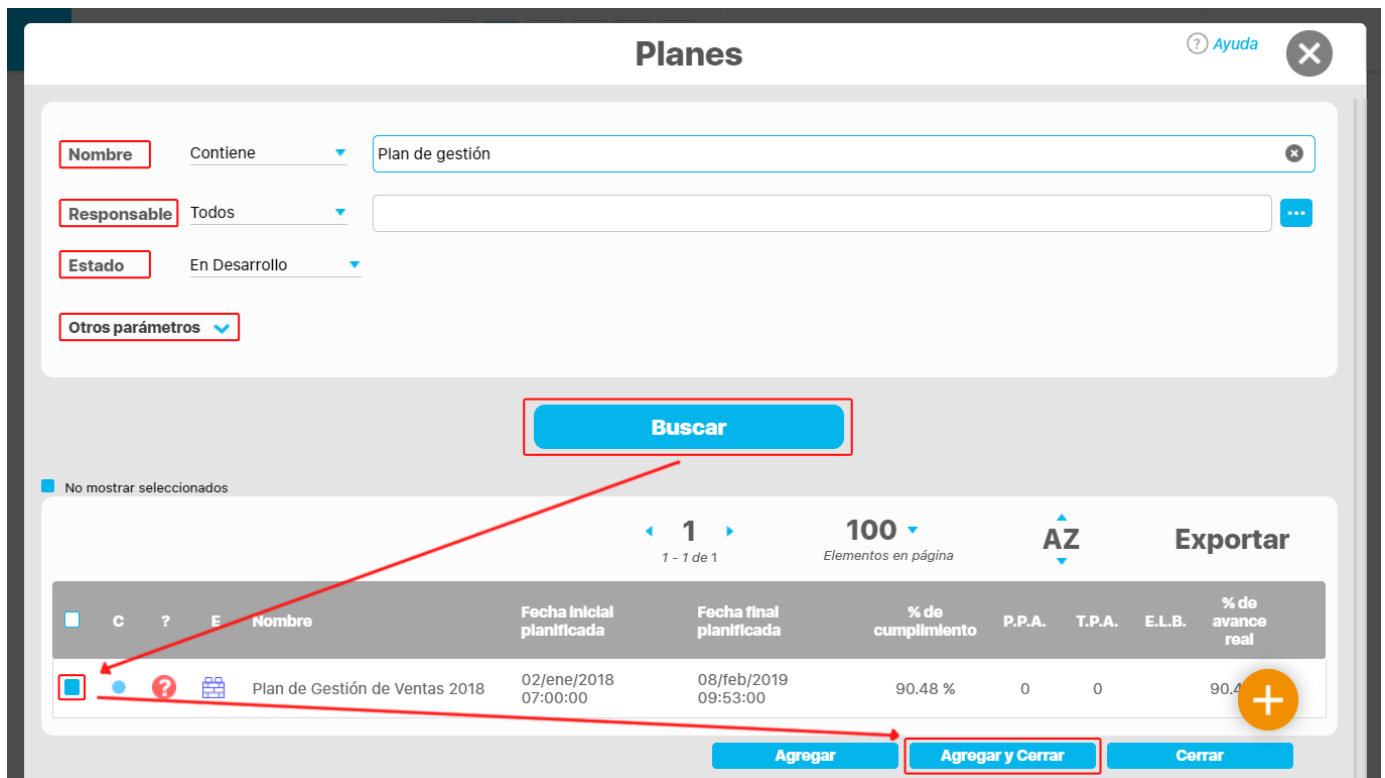 Planes
? Ayuda
Nombre Contiene Plan de gestión
Responsable Todos
Estado En Desarrollo
Otros parámetros
Buscar
No mostrar seleccionados
1 100 AZ Exportar
1 - 1 de 1 Elementos en página
C ? E Nombre Fecha inicial planificada Fecha final planificada % de cumplimiento P.P.A. T.P.A. E.L.B. % de avance real
? Plan de Gestión de Ventas 2018 02/ene/2018 07:00:00 08/feb/2019 09:53:00 90.48 % 0 0
Agregar Agregar y Cerrar Cerrar